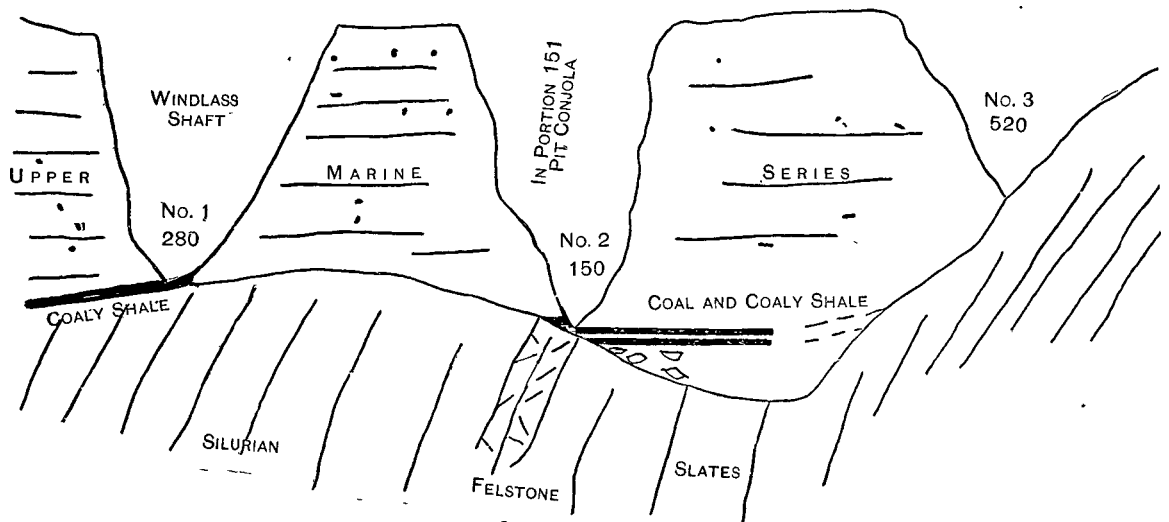 WINDLASS
SHAFT
IN PORTION 151
PIT CONJOLA
No. 3
520
UPPER
MARINE
SERIES
No. 1
280
No. 2
150
COALY SHALE
COAL AND COALY SHALE
SILURIAN
FELSTONE
SLATES